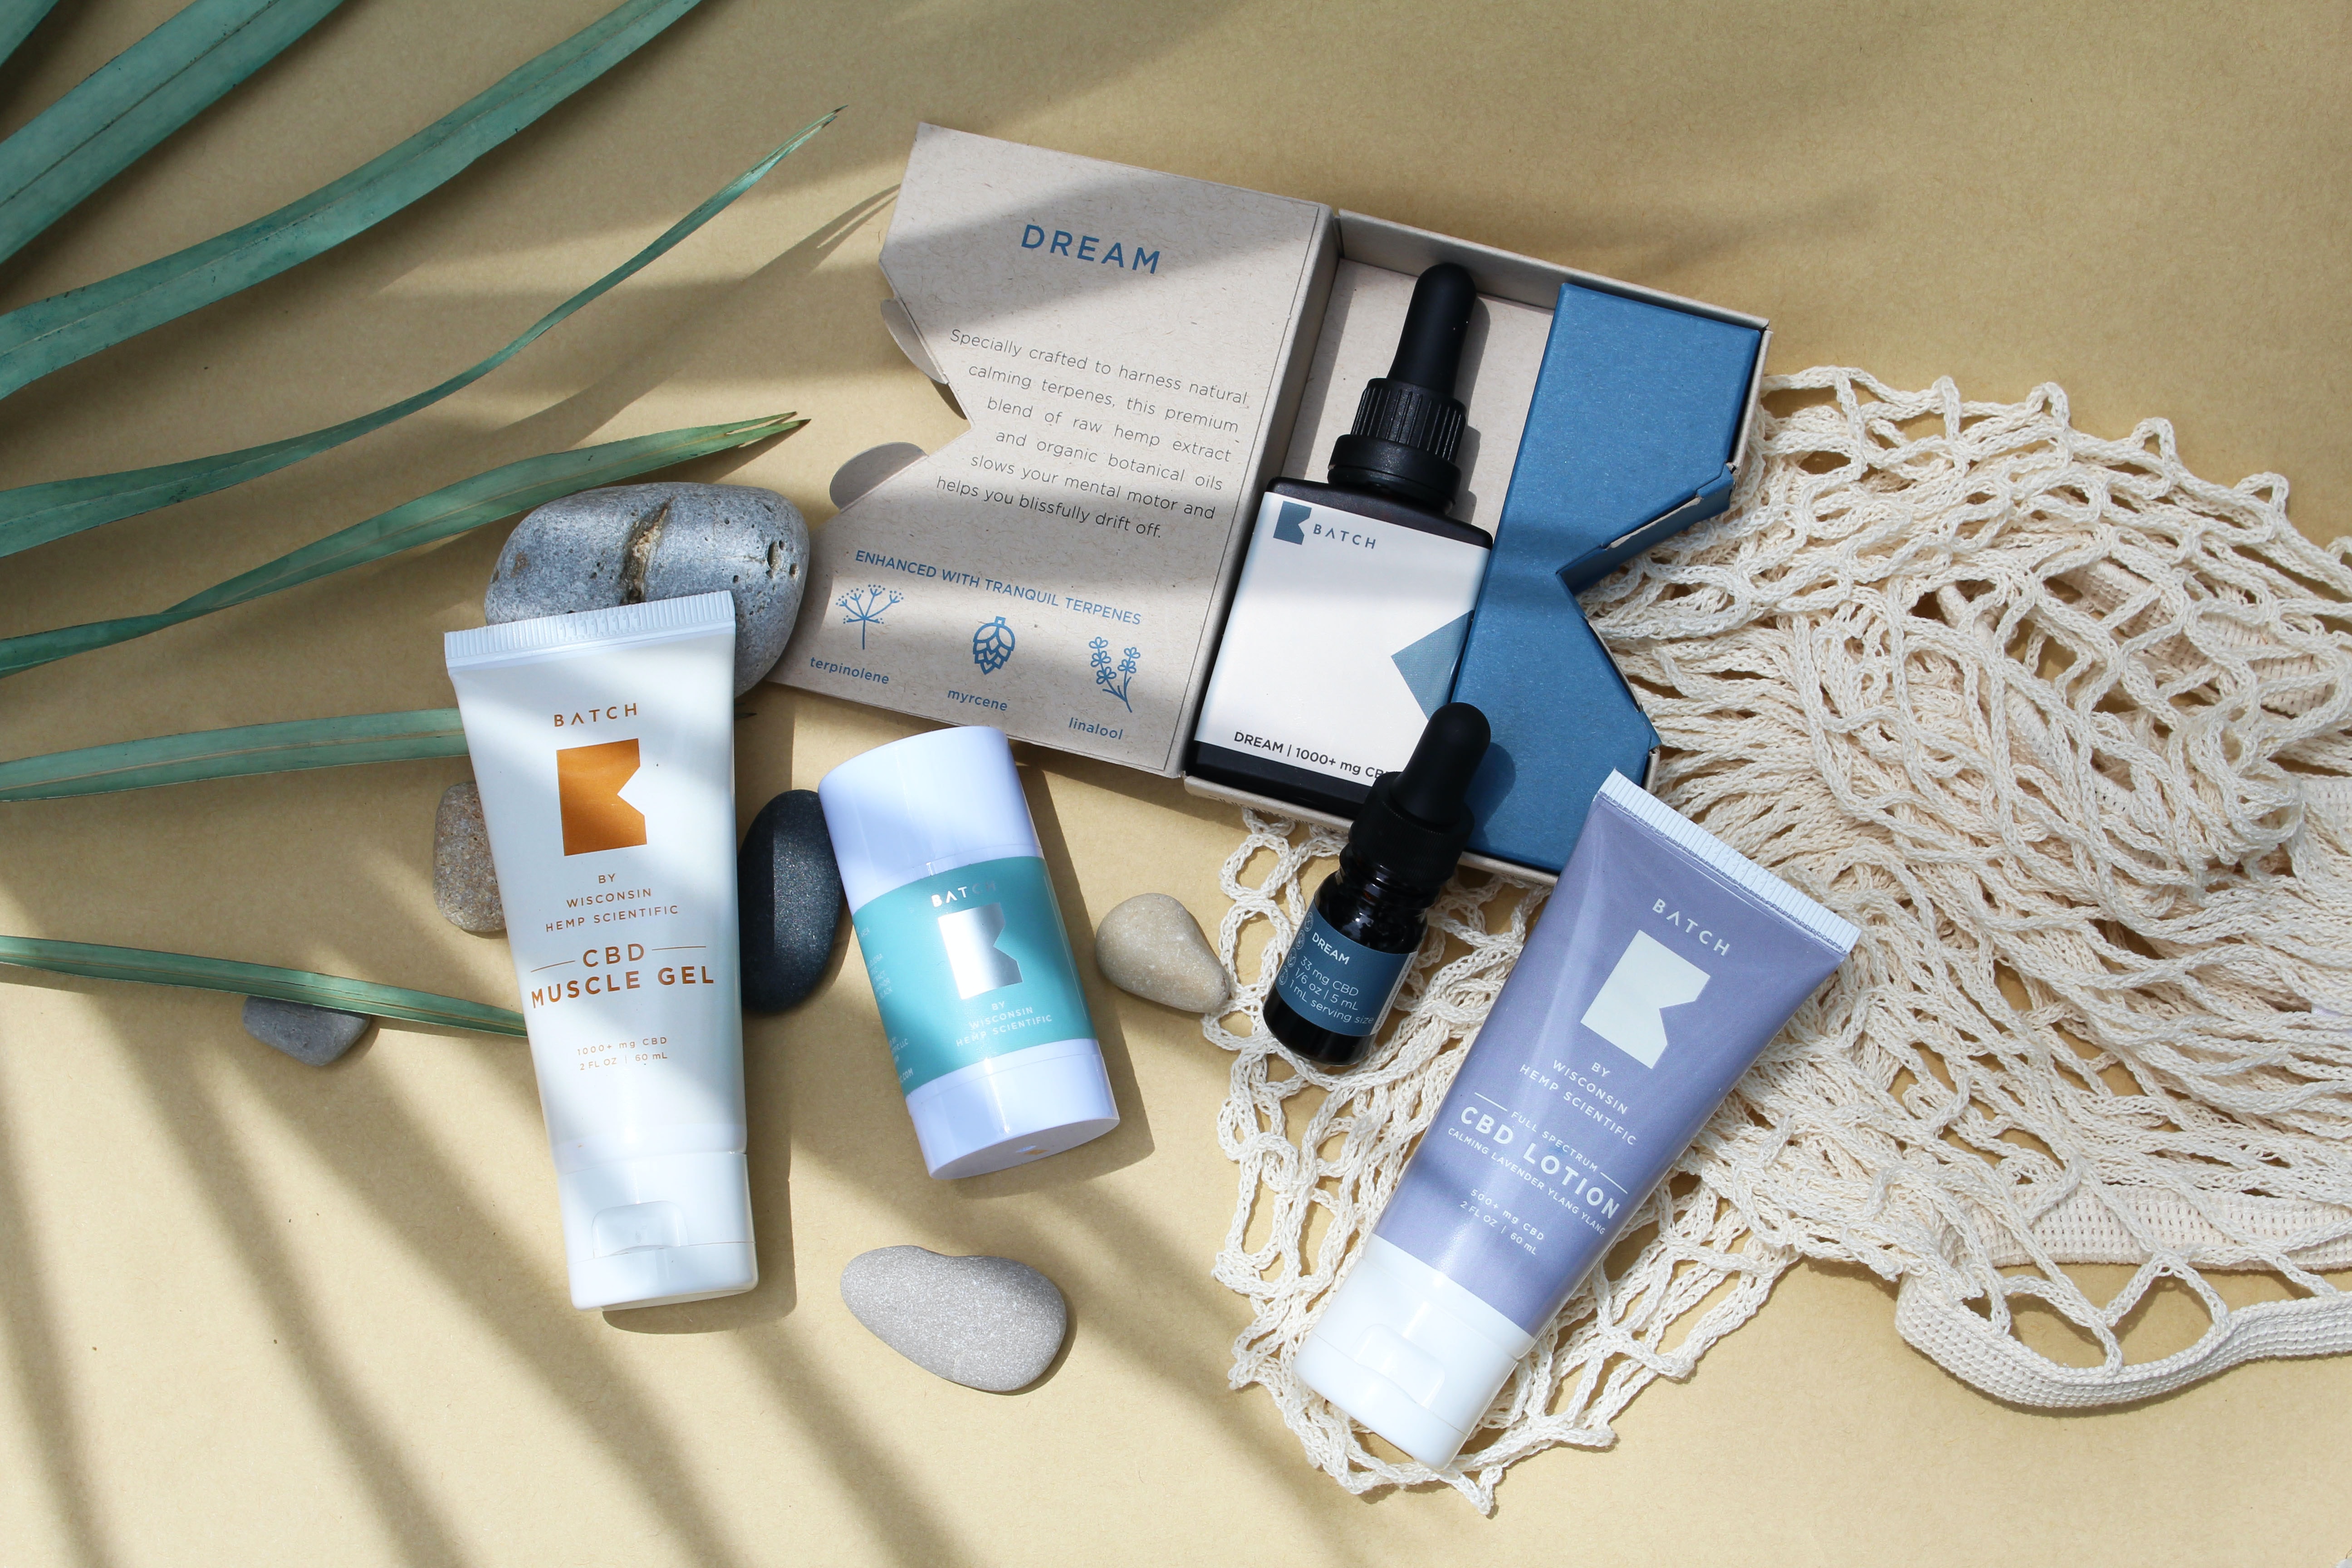 DREAM
Specially crafted to harness natural
calming terpenes, this premium
blend of raw hemp extract
and organic botanical oils
slows your mental motor and
helps you blissfully drift off.
ENHANCED WITH TRANQUIL TERPENES
terpinolene
myrcene
linalool
BATCH
DREAM | 1000+ mg
BATCH
BY
WISCONSIN
HEMP SCIENTIFIC
CBD
MUSCLE GEL
1000+ mg CBD
2 FL OZ | 60 mL
BATCH
BY
WISCONSIN
HEMP SCIENTIFIC
DREAM
33 mg CBD
1/6 oz | 5 mL
1 mL serving size
BATCH
BY
WISCONSIN
HEMP SCIENTIFIC
FULL SPECTRUM
CBD LOTION
CALMING LAVENDER YLANG YLANG
500+ mg CBD
2 FL OZ | 60 mL